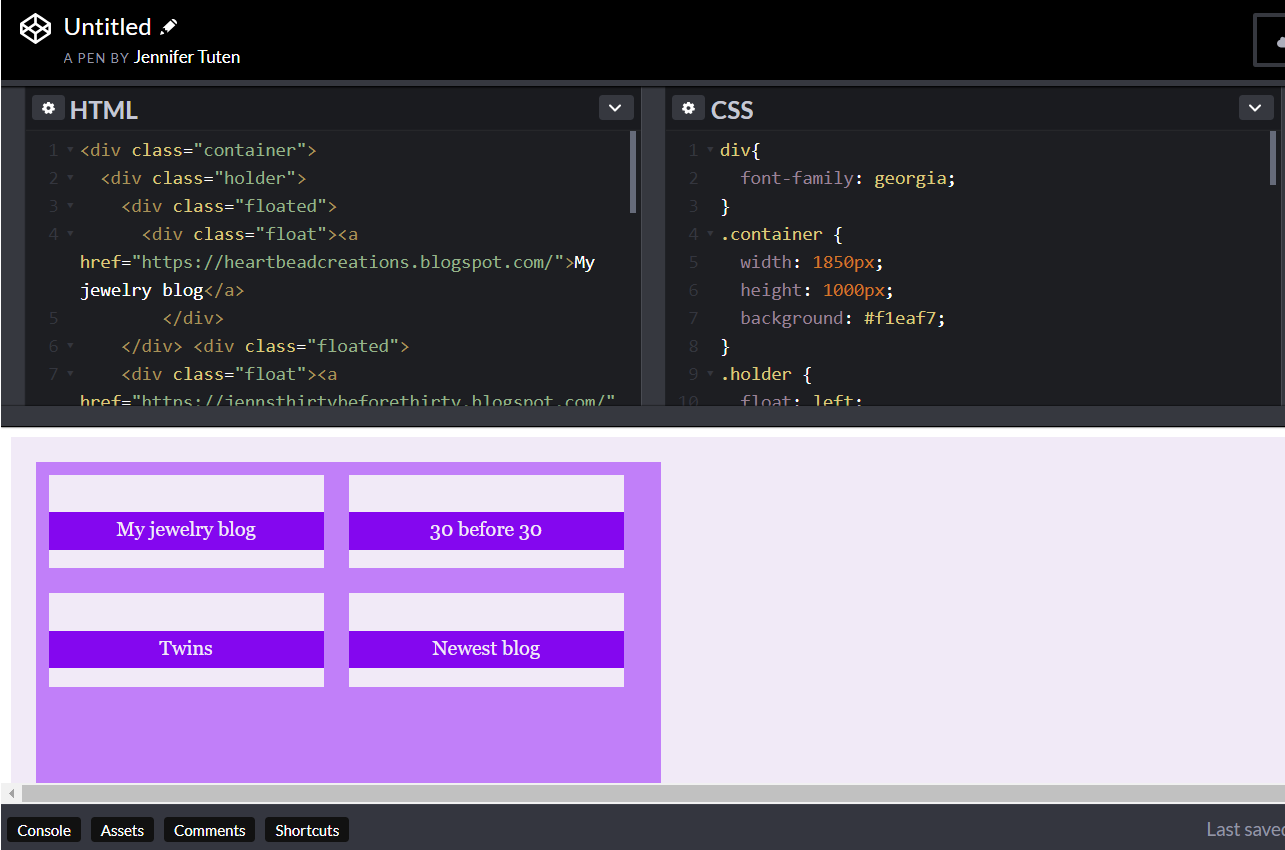 Untitled
A PEN BY Jennifer Tuten
HTML
1 <div class="container">
2 <div class="holder">
3 <div class="floated">
4 <div class="float"><a
href="https://heartbeadcreations.blogspot.com/">My
jewelry blog</a>
5 </div>
6 </div> <div class="floated">
7 <div class="float"><a
href="https://jennsthirtybeforethirty.blogspot.com/"
CSS
1 div{
2 font-family: georgia;
3 }
4 .container {
5 width: 1850px;
6 height: 1000px;
7 background: #f1eaf7;
8 }
9 .holder {
10 float: left;
My jewelry blog
30 before 30
Twins
Newest blog
Console Assets Comments Shortcuts
Last saved